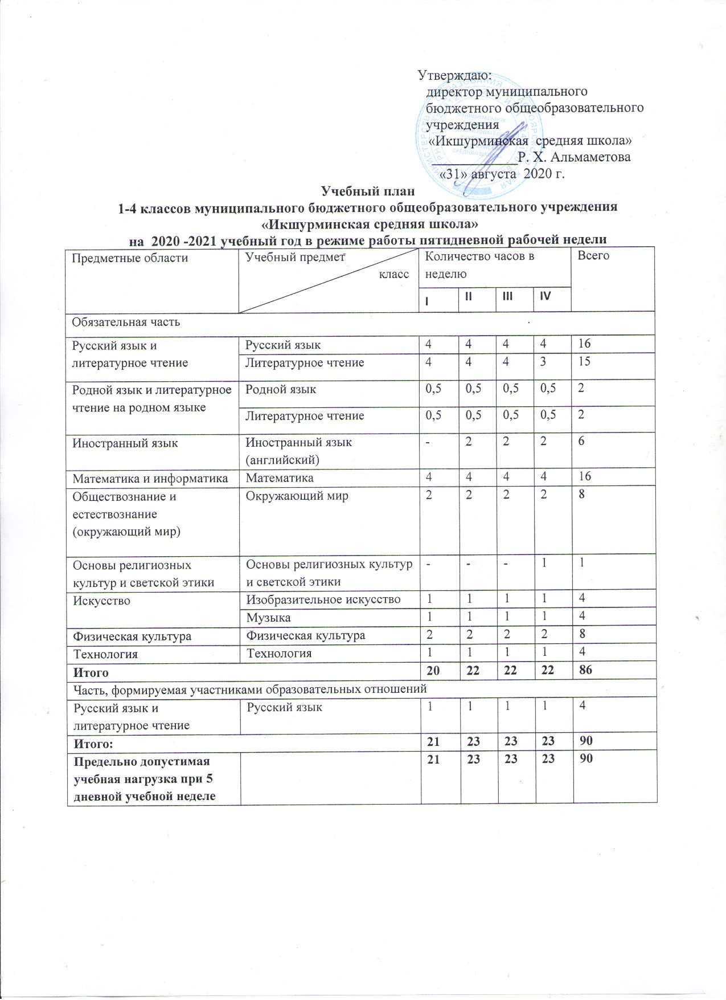 Утверждаю:
директор муниципального
бюджетного общеобразовательного
учреждения
«Икшурминская средняя школа»
____________Р. Х. Альмаметова
«31» августа 2020 г.
Учебный план
1-4 классов муниципального бюджетного общеобразовательного учреждения
«Икшурминская средняя школа»
на 2020 -2021 учебный год в режиме работы пятидневной рабочей недели
Предметные области Учебный предмет класс Количество часов в неделю Всего
I II III IV
Обязательная часть
Русский язык и литературное чтение Русский язык 4 4 4 4 16
Литературное чтение 4 4 4 3 15
Родной язык и литературное чтение на родном языке Родной язык 0,5 0,5 0,5 0,5 2
Литературное чтение 0,5 0,5 0,5 0,5 2
Иностранный язык Иностранный язык (английский) - 2 2 2 6
Математика и информатика Математика 4 4 4 4 16
Обществознание и естествознание (окружающий мир) Окружающий мир 2 2 2 2 8
Основы религиозных культур и светской этики Основы религиозных культур и светской этики - - - 1 1
Искусство Изобразительное искусство 1 1 1 1 4
Музыка 1 1 1 1 4
Физическая культура Физическая культура 2 2 2 2 8
Технология Технология 1 1 1 1 4
Итого 20 22 22 22 86
Часть, формируемая участниками образовательных отношений
Русский язык и литературное чтение Русский язык 1 1 1 1 4
Итого: 21 23 23 23 90
Предельно допустимая учебная нагрузка при 5 дневной учебной неделе 21 23 23 23 90